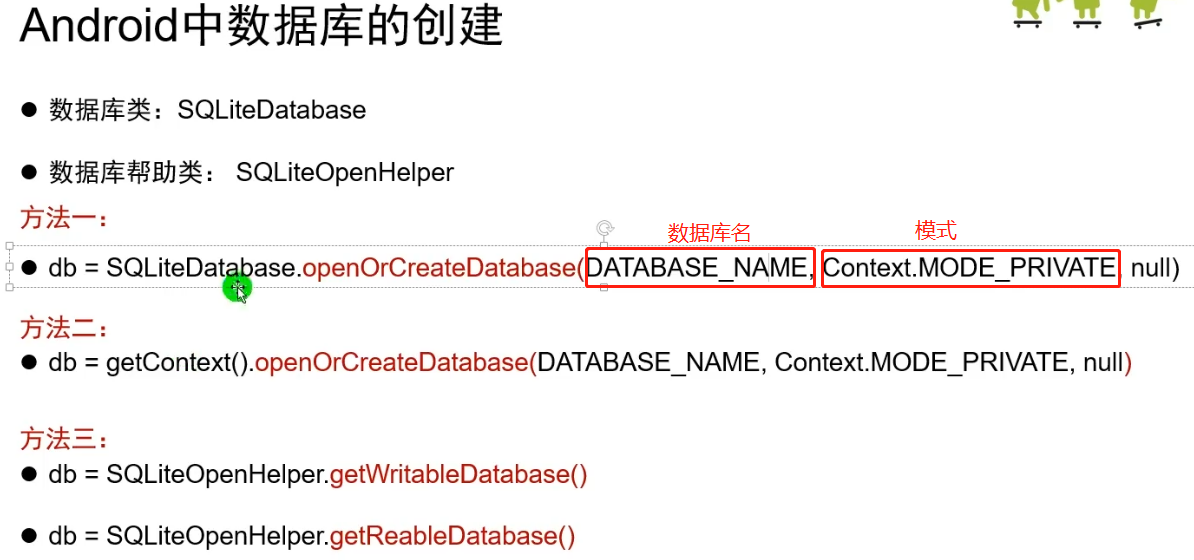 Android中数据库的创建
● 数据库类：SQLiteDatabase
● 数据库帮助类： SQLiteOpenHelper
方法一：
数据库名 模式
● db = SQLiteDatabase.openOrCreateDatabase(DATABASE_NAME, Context.MODE_PRIVATE, null)
方法二：
● db = getContext().openOrCreateDatabase(DATABASE_NAME, Context.MODE_PRIVATE, null)
方法三：
● db = SQLiteOpenHelper.getWritableDatabase()
● db = SQLiteOpenHelper.getReableDatabase()